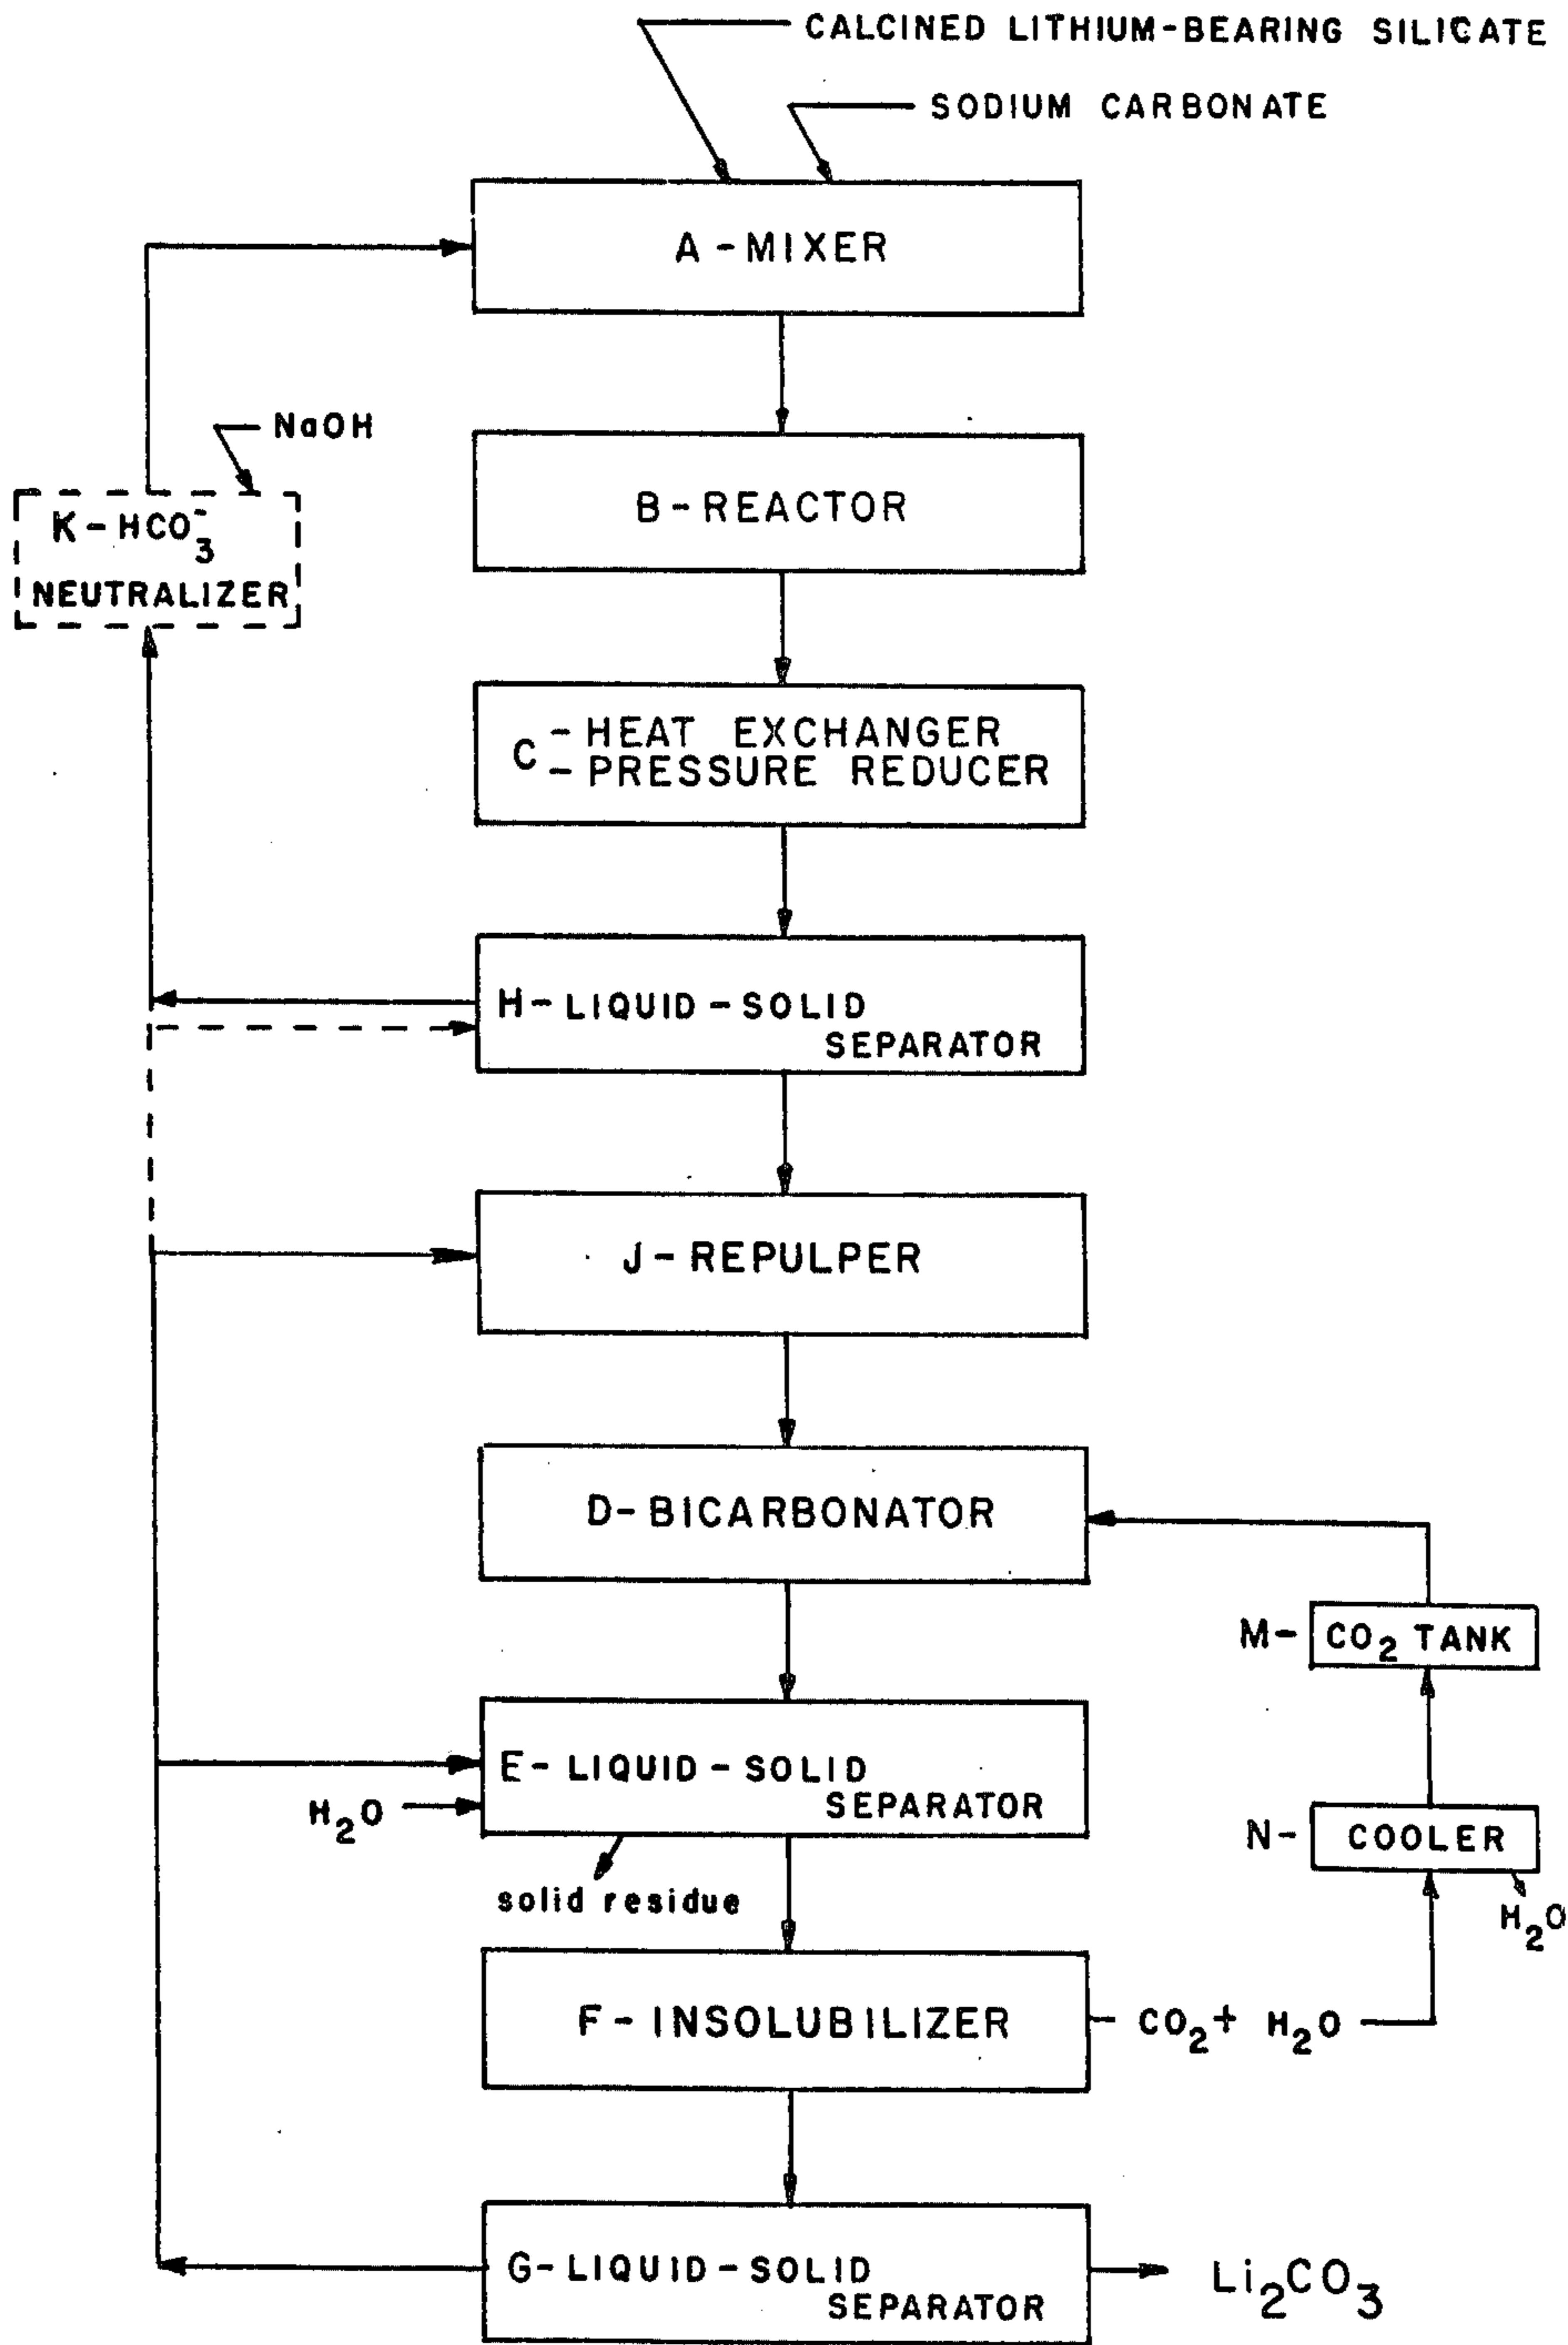 CALCINED LITHIUM-BEARING SILICATE
SODIUM CARBONATE
A - MIXER
NaOH
B - REACTOR
K - HCO₃⁻
NEUTRALIZER
C - HEAT EXCHANGER
- PRESSURE REDUCER
H - LIQUID - SOLID
SEPARATOR
J - REPULPER
D - BICARBONATOR
M - CO₂ TANK
E - LIQUID - SOLID
SEPARATOR
H₂O
N - COOLER
solid residue
H₂O
F - INSOLUBILIZER
CO₂ + H₂O
G - LIQUID - SOLID
SEPARATOR
Li₂CO₃